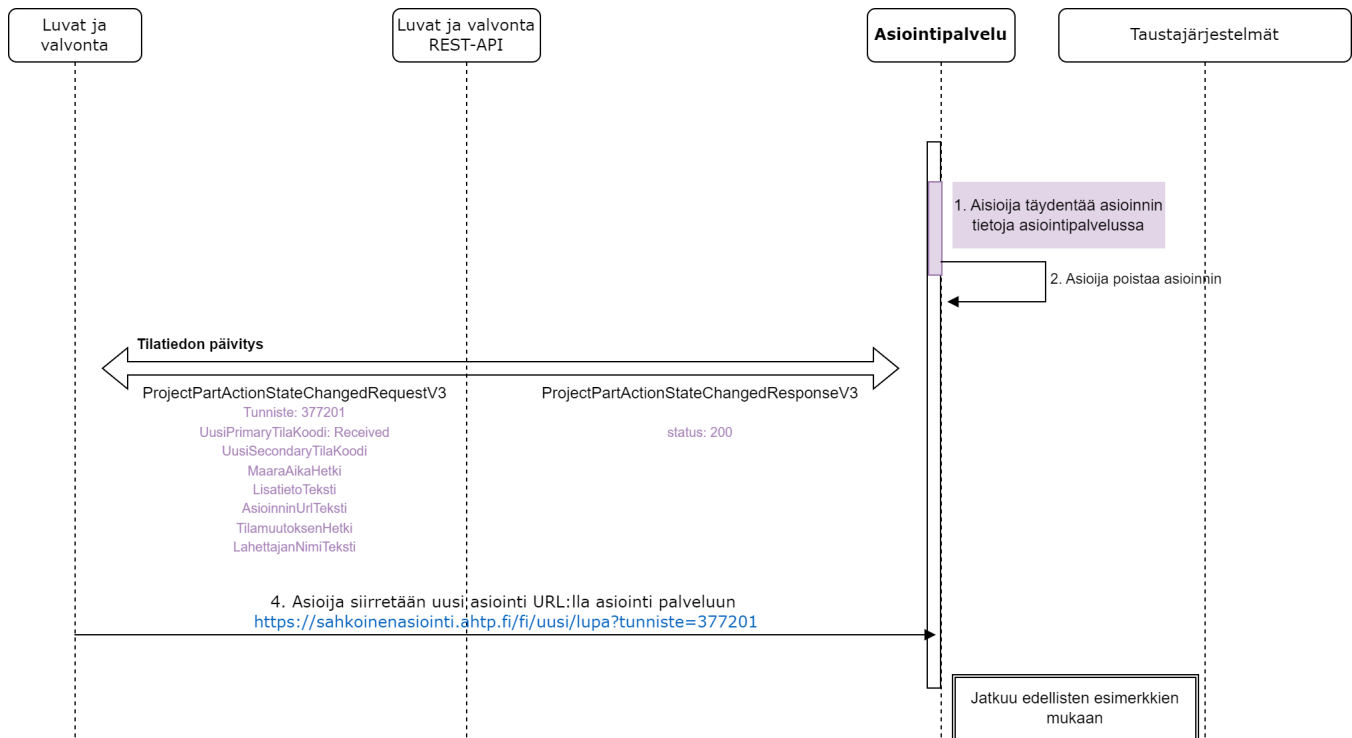 Luvat ja
valvonta
Luvat ja valvonta
REST-API
Asiointipalvelu
Taustajärjestelmät
1. Aisioija täydentää asioinnin
tietoja asiointipalvelussa
2. Asioija poistaa asioinnin
Tilatiedon päivitys
ProjectPartActionStateChangedRequestV3
Tunniste: 377201
UusiPrimaryTilaKoodi: Received
UusiSecondaryTilaKoodi
MaaraAikaHetki
LisatietoTeksti
AsioinninUrlTeksti
TilamuutoksenHetki
LahettajanNimiTeksti
ProjectPartActionStateChangedResponseV3
status: 200
4. Asioija siirretään uusi asiointi URL:lla asiointi palveluun
https://sahkoinenasiointi.ahtp.fi/fi/uusi/lupa?tunniste=377201
Jatkuu edellisten esimerkkien
mukaan